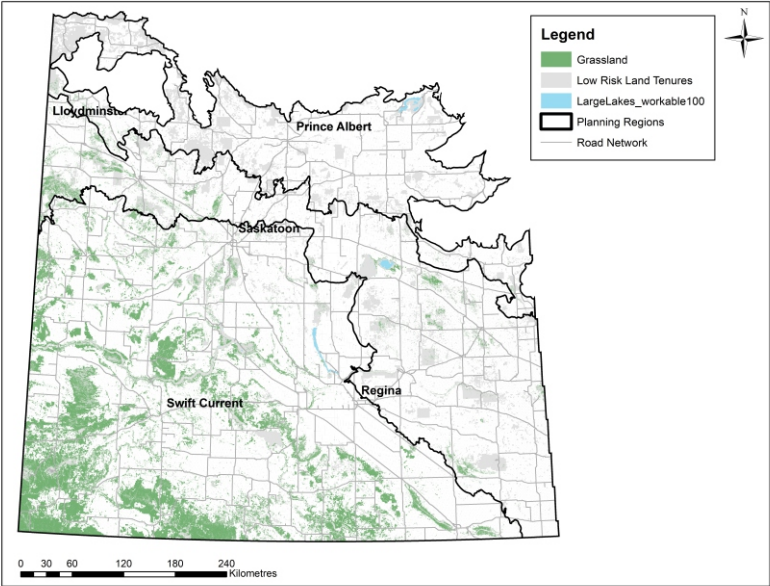 N
Legend
Grassland
Low Risk Land Tenures
LargeLakes_workable100
Planning Regions
Road Network
Lloydminster
Prince Albert
Saskatoon
Regina
Swift Current
0 30 60 120 180 240
Kilometres